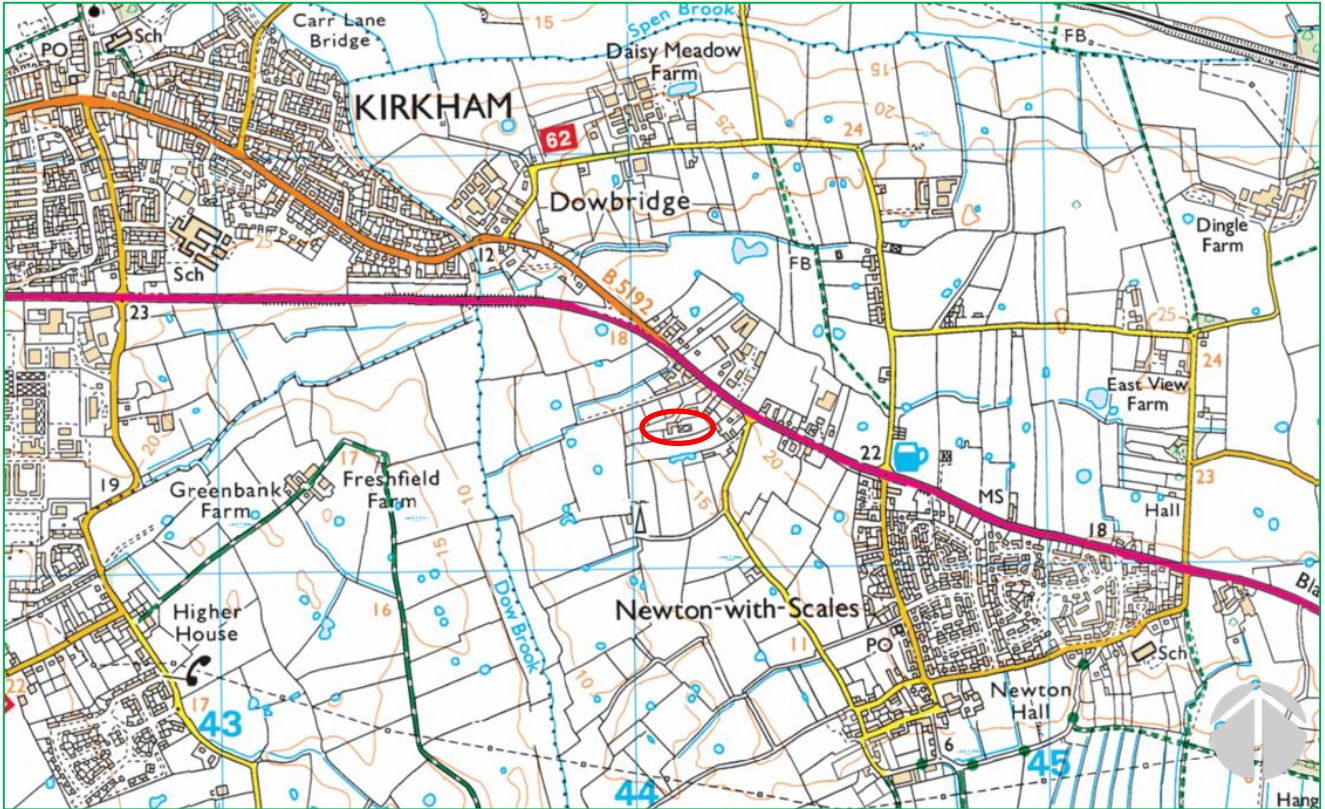 15
Spen Brook
FB
Carr Lane
Bridge
PO
Sch
Daisy Meadow
Farm
15
20
25
KIRKHAM
62
24
Dowbridge
Dingle
Farm
Sch
25
12
FB
B 5192
23
18
25
24
East View
Farm
20
22
20
17
Greenbank
Farm
Freshfield
Farm
19
15
MS
23
Hall
10
15
18
Dow Brook
16
Higher
House
Newton-with-Scales
11
PO
Sch
10
22
17
43
Newton
Hall
6
45
44